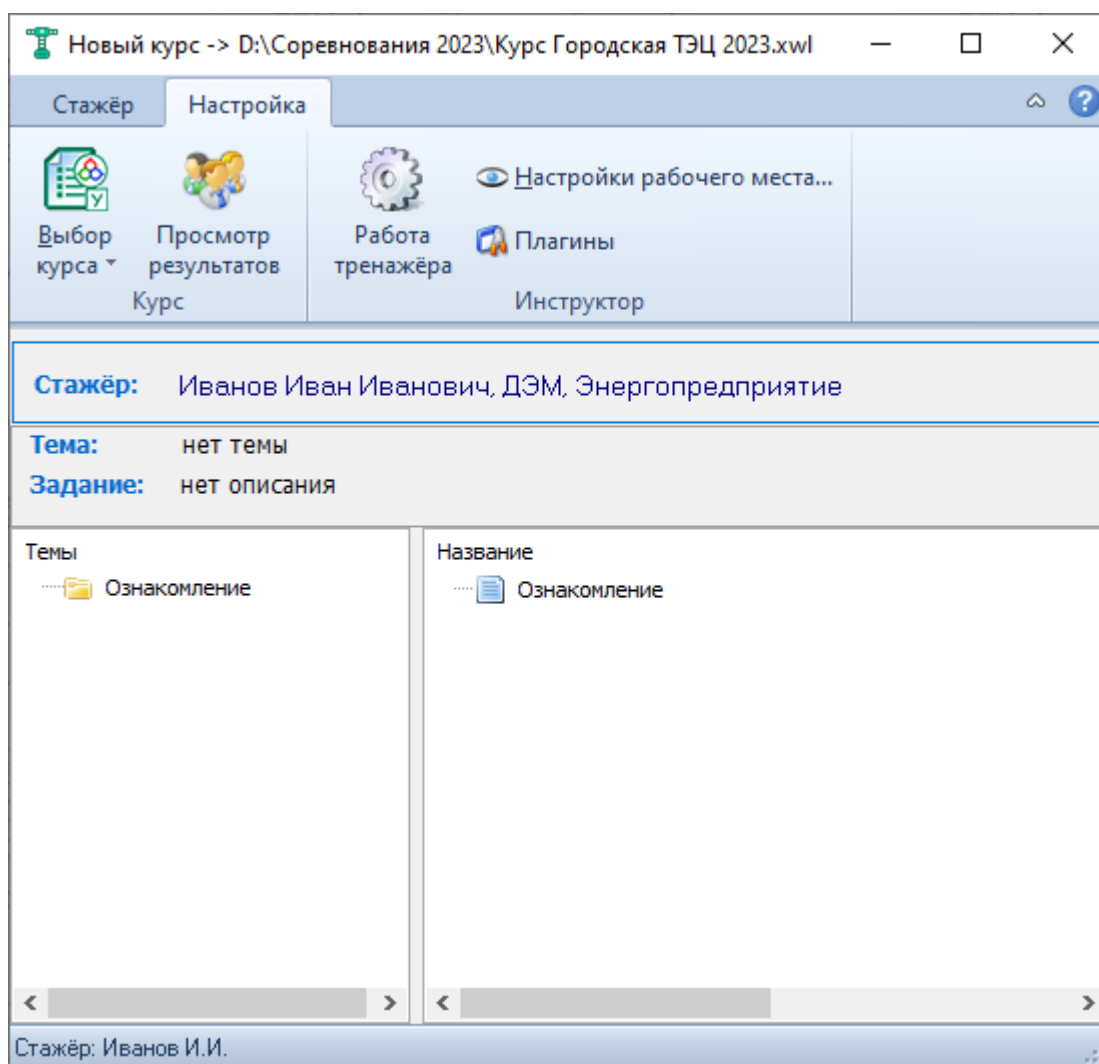 Новый курс -> D:\Соревнования 2023\Курс Городская ТЭЦ 2023.xwl
Стажёр Настройка
Выбор курса
Просмотр результатов
Курс
Работа тренажёра
Настройки рабочего места...
Плагины
Инструктор
Стажёр: Иванов Иван Иванович, ДЭМ, Энергопредприятие
Тема: нет темы
Задание: нет описания
Темы
Ознакомление
Название
Ознакомление
Стажёр: Иванов И.И.